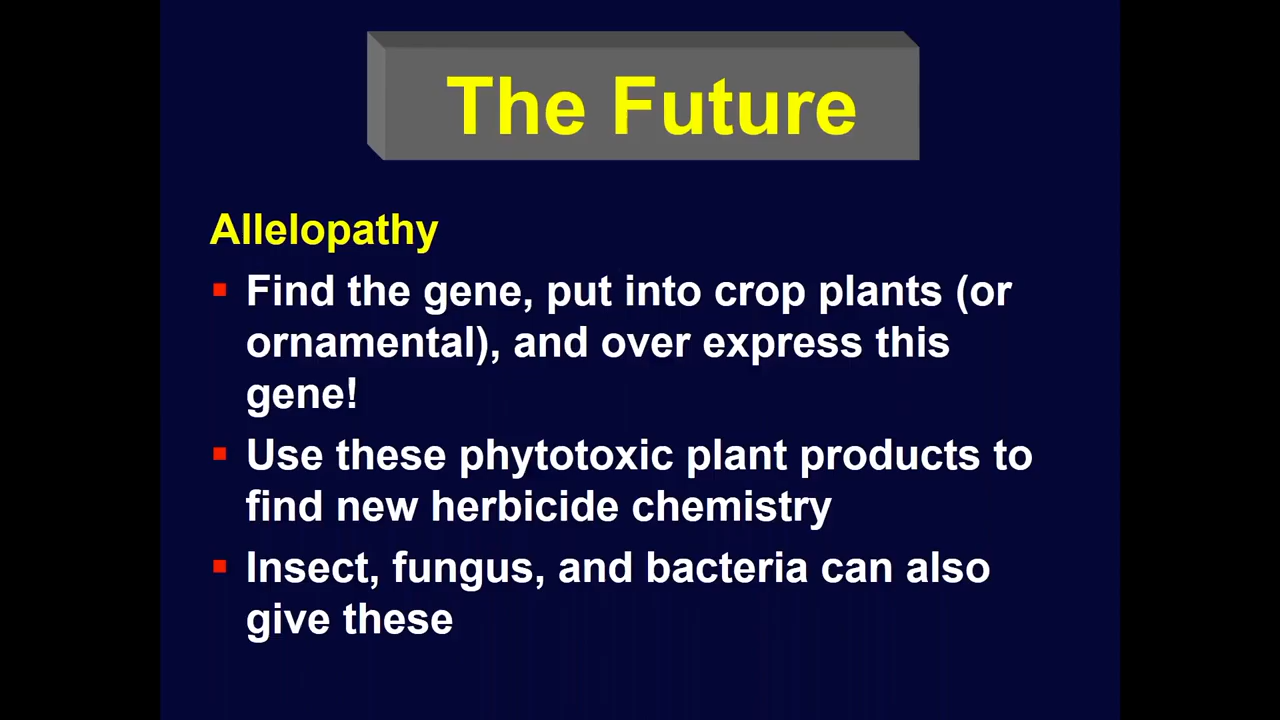 The Future
Allelopathy
▪ Find the gene, put into crop plants (or
ornamental), and over express this
gene!
▪ Use these phytotoxic plant products to
find new herbicide chemistry
▪ Insect, fungus, and bacteria can also
give these